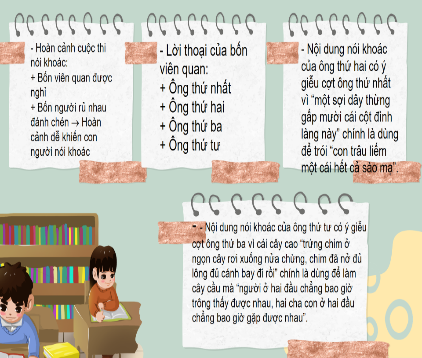 - Hoàn cảnh cuộc thi
nói khoác:
+ Bốn viên quan được
nghỉ
+ Bốn người rủ nhau
đánh chén → Hoàn
cảnh dễ khiến con
người nói khoác
- Lời thoại của bốn
viên quan:
+ Ông thứ nhất
+ Ông thứ hai
+ Ông thứ ba
+ Ông thứ tư
- Nội dung nói khoác
của ông thứ hai có ý
giễu cợt ông thứ nhất
vì “một sợi dây thừng
gấp mười cái cột đình
làng này” chính là dùng
để trói “con trâu liếm
một cái hết cả sào mạ”.
- - Nội dung nói khoác của ông thứ tư có ý giễu
cợt ông thứ ba vì cái cây cao “trứng chim ở
ngọn cây rơi xuống nửa chừng, chim đã nở đủ
lông đủ cánh bay đi rồi” chính là dùng để làm
cây cầu mà “người ở hai đầu chẳng bao giờ
trông thấy được nhau, hai cha con ở hai đầu
chẳng bao giờ gặp được nhau”.